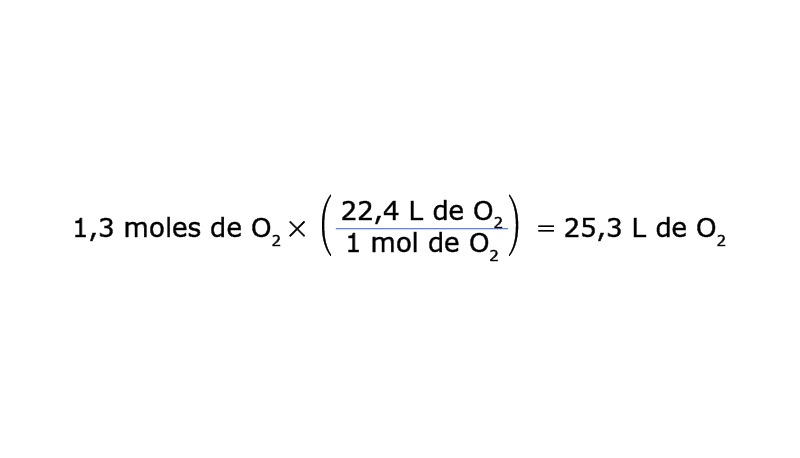 1,3 moles de O₂ × (22,4 L de O₂ / 1 mol de O₂) = 25,3 L de O₂